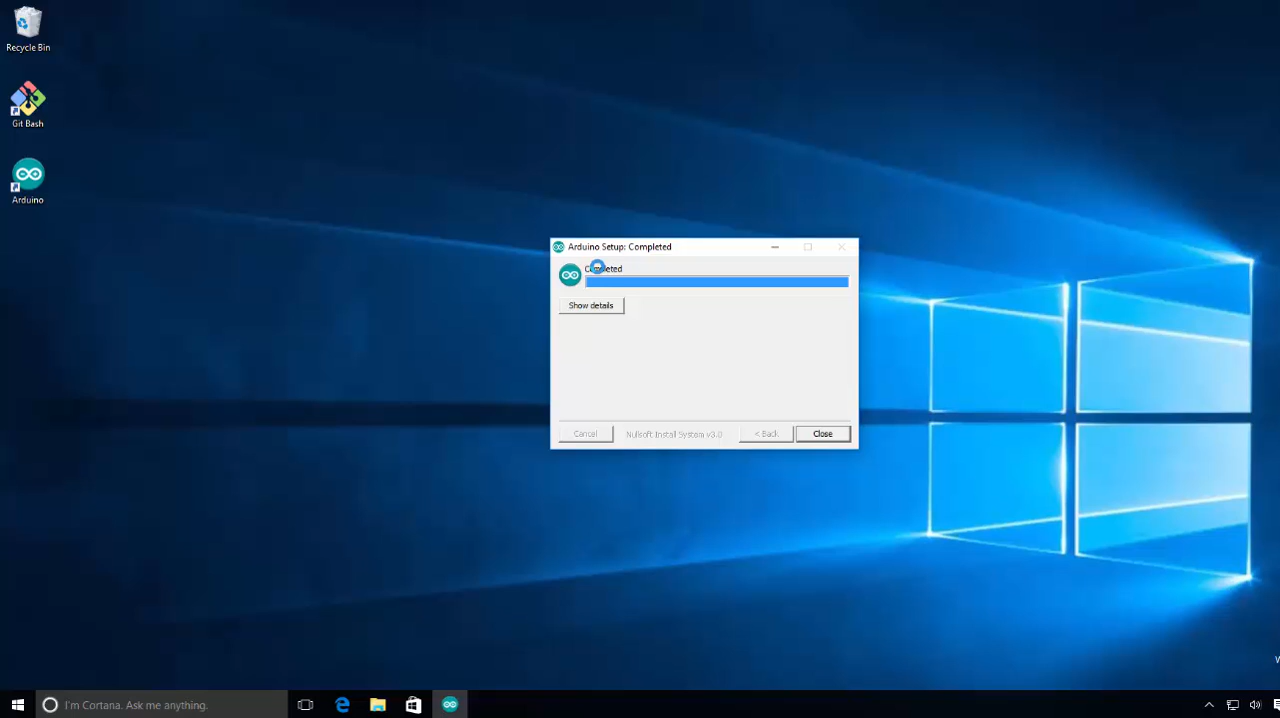 Recycle Bin
Git Bash
Arduino
Arduino Setup: Completed
Completed
Show details
Cancel
Nullsoft Install System v3.0
< Back
Close
I'm Cortana. Ask me anything.